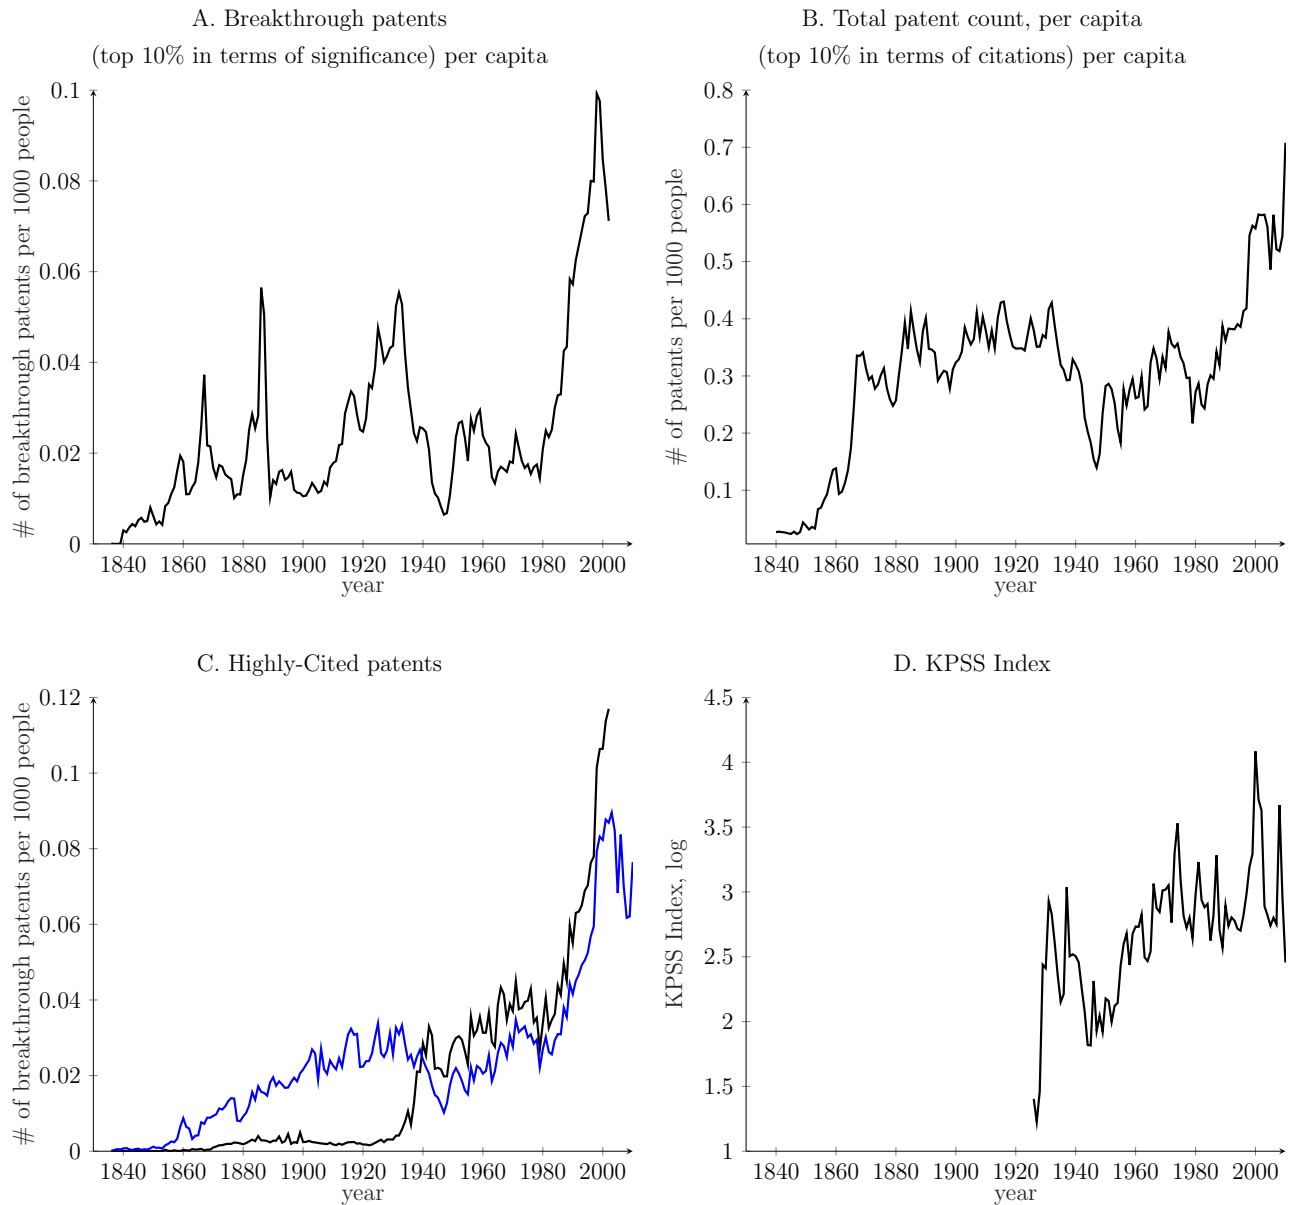 A. Breakthrough patents
(top 10% in terms of significance) per capita
# of breakthrough patents per 1000 people
0.1
0.08
0.06
0.04
0.02
0
1840 1860 1880 1900 1920 1940 1960 1980 2000
year
B. Total patent count, per capita
(top 10% in terms of citations) per capita
# of patents per 1000 people
0.8
0.7
0.6
0.5
0.4
0.3
0.2
0.1
1840 1860 1880 1900 1920 1940 1960 1980 2000
year
C. Highly-Cited patents
# of breakthrough patents per 1000 people
0.12
0.1
0.08
0.06
0.04
0.02
0
1840 1860 1880 1900 1920 1940 1960 1980 2000
year
D. KPSS Index
KPSS Index, log
4.5
4
3.5
3
2.5
2
1.5
1
1840 1860 1880 1900 1920 1940 1960 1980 2000
year